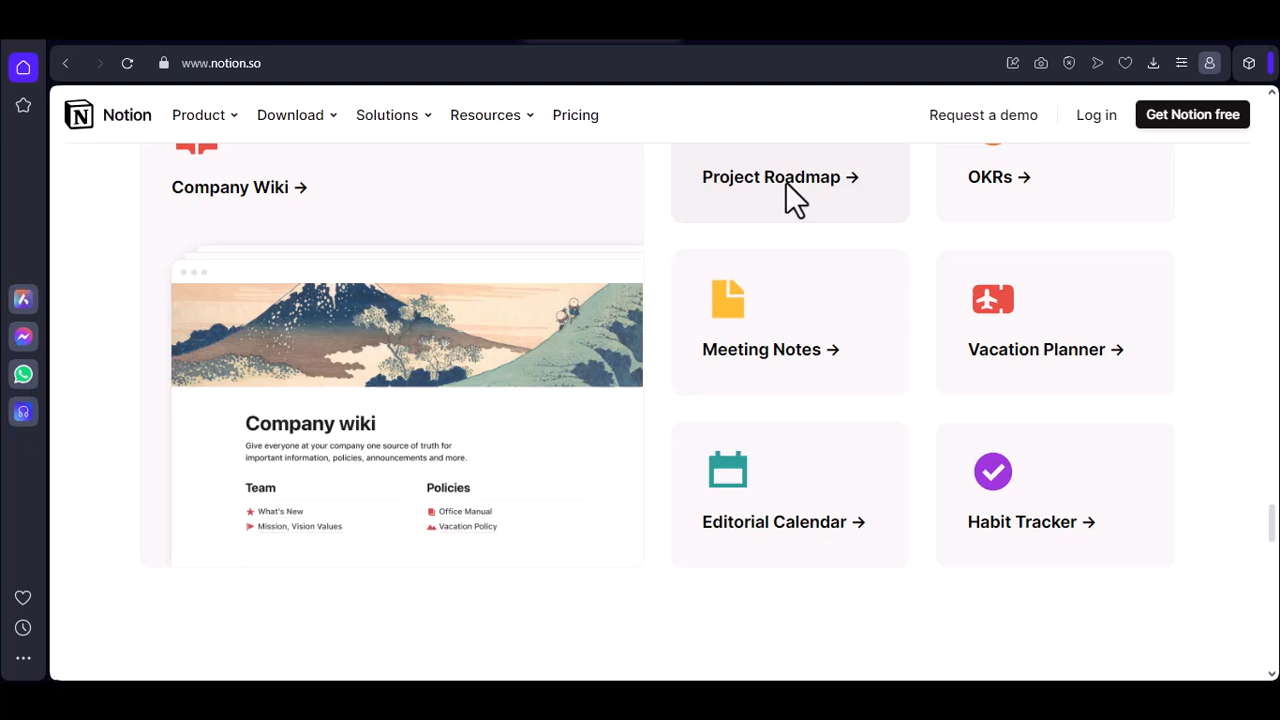 www.notion.so
Notion Product Download Solutions Resources Pricing Request a demo Log in Get Notion free
Company Wiki →
Project Roadmap →
OKRs →
Meeting Notes →
Vacation Planner →
Company wiki
Give everyone at your company one source of truth for
important information, policies, announcements and more.
Team
What's New
Mission, Vision Values
Policies
Office Manual
Vacation Policy
Editorial Calendar →
Habit Tracker →